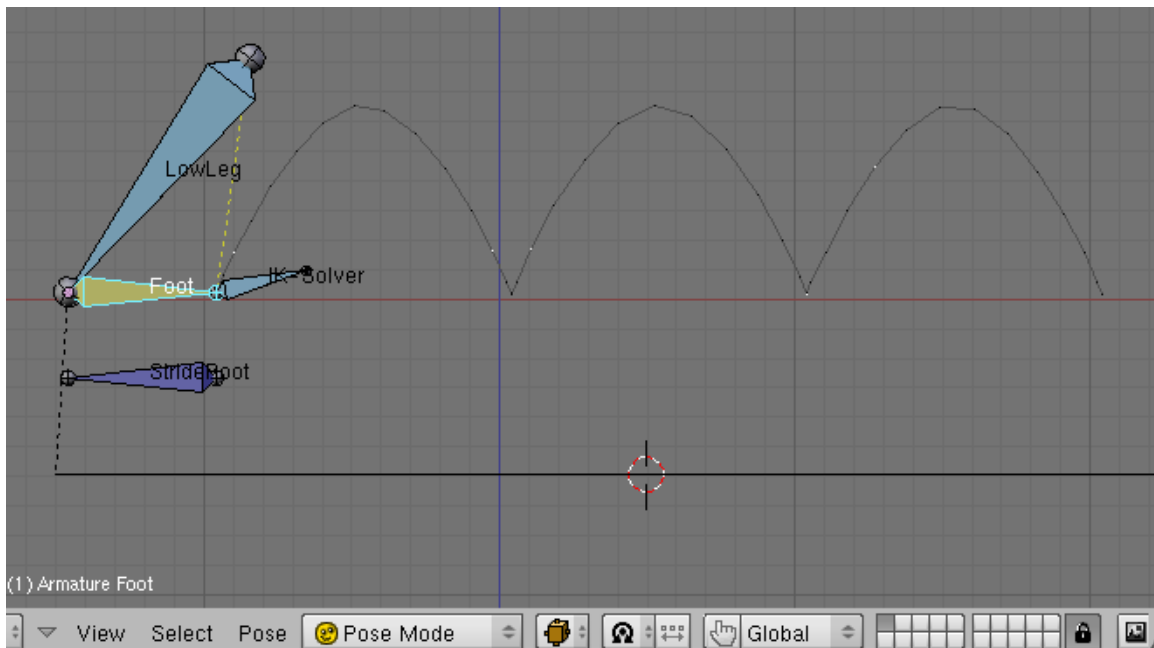 LowLeg
Foot
IK-Solver
StrideRoot
(1) Armature Foot
View Select Pose Pose Mode Global